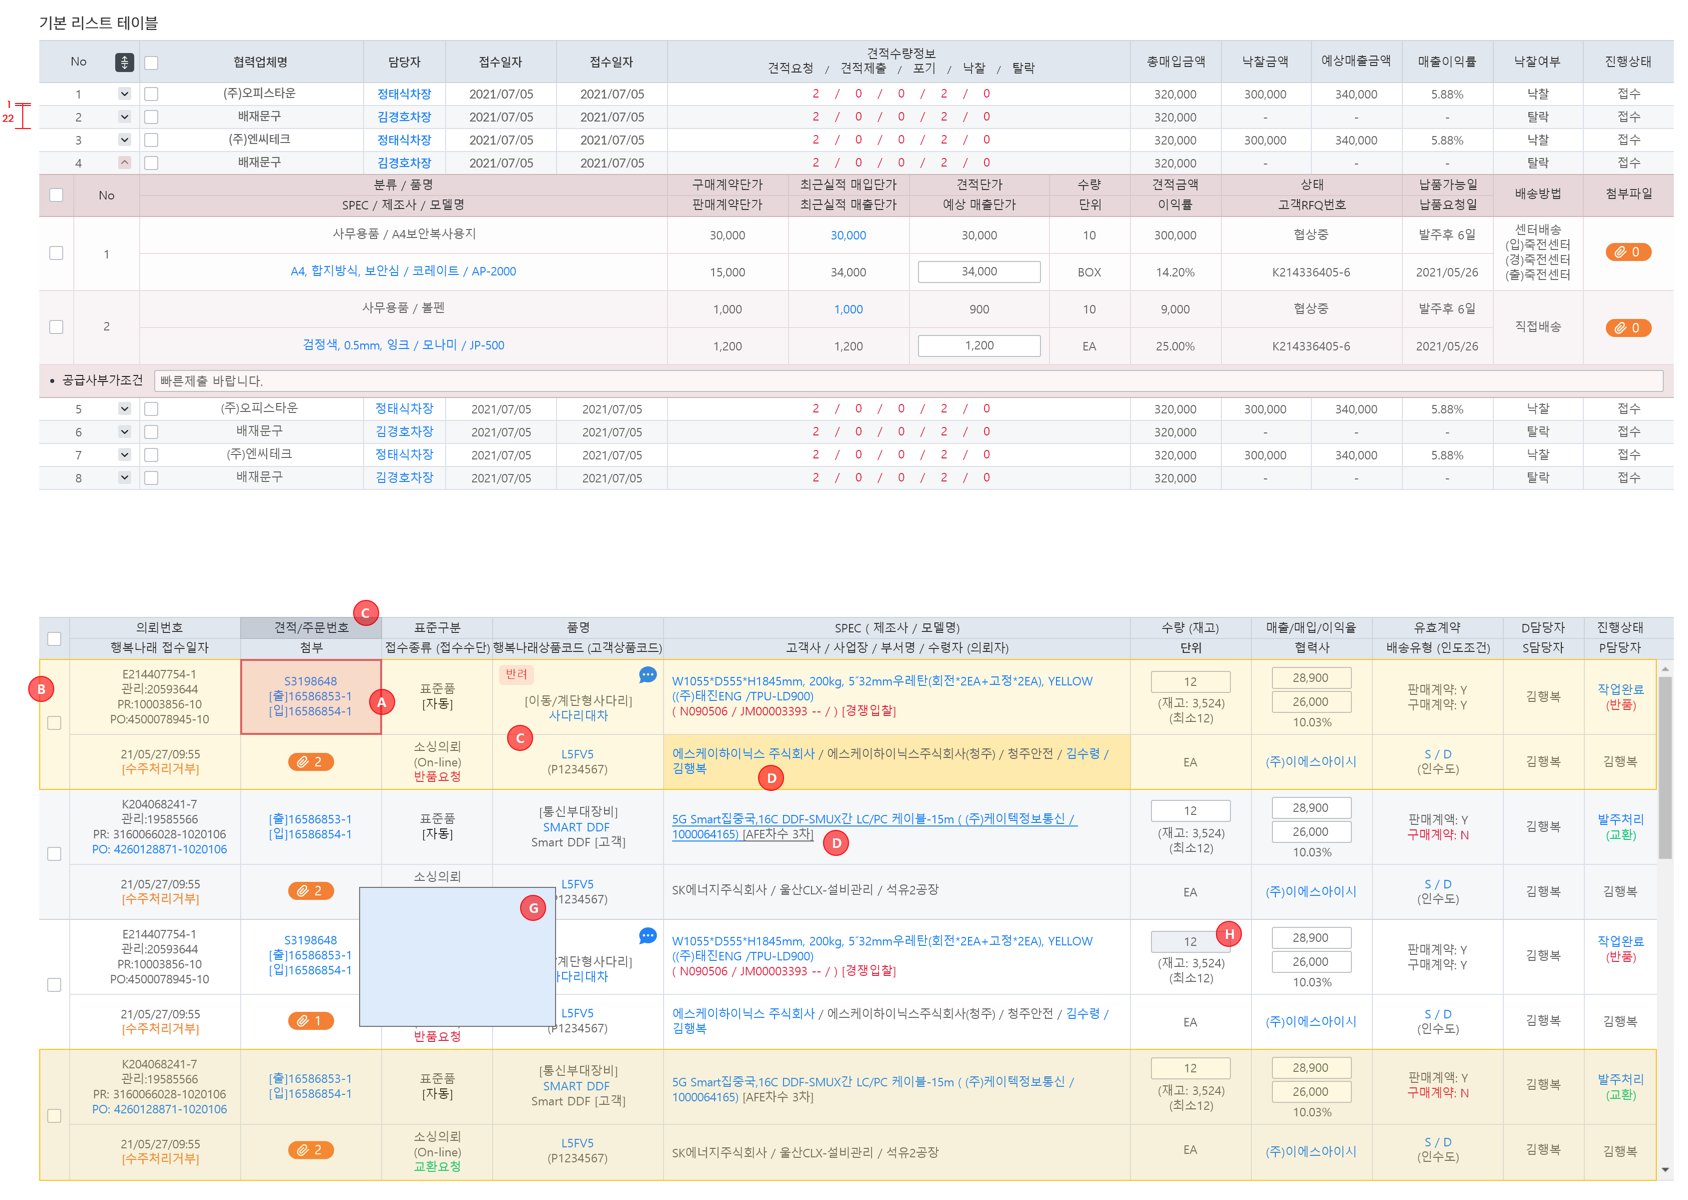 기본 리스트 테이블
No 협력업체명 담당자 접수일자 접수일자 견적수량정보 총매입금액 낙찰금액 예상매출금액 매출이익률 낙찰여부 진행상태
견적요청 / 견적제출 / 포기 / 낙찰 / 탈락
1 (주)오피스타운 정태식차장 2021/07/05 2021/07/05 2 / 0 / 0 / 2 / 0 320,000 300,000 340,000 5.88% 낙찰 접수
1
22
2 배재문구 김경호차장 2021/07/05 2021/07/05 2 / 0 / 0 / 2 / 0 320,000 - - - 탈락 접수
3 (주)엔씨테크 정태식차장 2021/07/05 2021/07/05 2 / 0 / 0 / 2 / 0 320,000 300,000 340,000 5.88% 낙찰 접수
4 배재문구 김경호차장 2021/07/05 2021/07/05 2 / 0 / 0 / 2 / 0 320,000 - - - 탈락 접수
No 분류 / 품명 구매계약단가 최근실적 매입단가 견적단가 수량 견적금액 상태 납품가능일 배송방법 첨부파일
SPEC / 제조사 / 모델명 판매계약단가 최근실적 매출단가 예상 매출단가 단위 이익률 고객RFQ번호 납품요청일
1 사무용품 / A4보안복사용지 30,000 30,000 30,000 10 300,000 협상중 발주후 6일
센터배송
(입)죽전센터
(경)죽전센터
(출)죽전센터
0
A4, 합지방식, 보안심 / 코레이트 / AP-2000 15,000 34,000 34,000 BOX 14.20% K214336405-6 2021/05/26
2 사무용품 / 볼펜 1,000 1,000 900 10 9,000 협상중 발주후 6일 직접배송 0
검정색, 0.5mm, 잉크 / 모나미 / JP-500 1,200 1,200 1,200 EA 25.00% K214336405-6 2021/05/26
• 공급사부가조건 빠른제출 바랍니다.
5 (주)오피스타운 정태식차장 2021/07/05 2021/07/05 2 / 0 / 0 / 2 / 0 320,000 300,000 340,000 5.88% 낙찰 접수
6 배재문구 김경호차장 2021/07/05 2021/07/05 2 / 0 / 0 / 2 / 0 320,000 - - - 탈락 접수
7 (주)엔씨테크 정태식차장 2021/07/05 2021/07/05 2 / 0 / 0 / 2 / 0 320,000 300,000 340,000 5.88% 낙찰 접수
8 배재문구 김경호차장 2021/07/05 2021/07/05 2 / 0 / 0 / 2 / 0 320,000 - - - 탈락 접수
C
의뢰번호 견적/주문번호 표준구분 품명 SPEC ( 제조사 / 모델명) 수량 (재고) 매출/매입/이익율 유효계약 D담당자 진행상태
행복나래 접수일자 첨부 접수종류 (접수수단) 행복나래상품코드 (고객상품코드) 고객사 / 사업장 / 부서명 / 수령자 (의뢰자) 단위 협력사 배송유형 (인도조건) S담당자 P담당자
B
E214407754-1
관리:20593644
PR:10003856-10
PO:4500078945-10
S3198648
[출]16586853-1
[입]16586854-1
A
표준품
[자동]
반려
[이동/계단형사다리]
사다리대차
W1055*D555*H1845mm, 200kg, 5˝32mm우레탄(회전*2EA+고정*2EA), YELLOW
((주)태진ENG /TPU-LD900)
( N090506 / JM00003393 -- / ) [경쟁입찰]
12
(재고: 3,524)
(최소12)
28,900
26,000
10.03%
판매계약: Y
구매계약: Y
김행복
작업완료
(반품)
21/05/27/09:55
[수주처리거부]
2
소싱의뢰
(On-line)
반품요청
C
L5FV5
(P1234567)
에스케이하이닉스 주식회사 / 에스케이하이닉스주식회사(청주) / 청주안전 / 김수령 /
김행복
D
EA
(주)이에스아이시
S / D
(인수도)
김행복
김행복
K204068241-7
관리:19585566
PR: 3160066028-1020106
PO: 4260128871-1020106
[출]16586853-1
[입]16586854-1
표준품
[자동]
[통신부대장비]
SMART DDF
Smart DDF [고객]
5G Smart집중국,16C DDF-SMUX간 LC/PC 케이블-15m ( (주)케이텍정보통신 /
1000064165) [AFE차수 3차]
D
12
(재고: 3,524)
(최소12)
28,900
26,000
10.03%
판매계액: Y
구매계약: N
김행복
발주처리
(교환)
21/05/27/09:55
[수주처리거부]
2
소싱의뢰
L5FV5
P1234567)
SK에너지주식회사 / 울산CLX-설비관리 / 석유2공장
EA
(주)이에스아이시
S / D
(인수도)
김행복
김행복
G
E214407754-1
관리:20593644
PR:10003856-10
PO:4500078945-10
S3198648
[출]16586853-1
[입]16586854-1
/계단형사다리]
사다리대차
W1055*D555*H1845mm, 200kg, 5˝32mm우레탄(회전*2EA+고정*2EA), YELLOW
((주)태진ENG /TPU-LD900)
( N090506 / JM00003393 -- / ) [경쟁입찰]
12
H
(재고: 3,524)
(최소12)
28,900
26,000
10.03%
판매계약: Y
구매계약: Y
김행복
작업완료
(반품)
21/05/27/09:55
[수주처리거부]
1
반품요청
L5FV5
(P1234567)
에스케이하이닉스 주식회사 / 에스케이하이닉스주식회사(청주) / 청주안전 / 김수령 /
김행복
EA
(주)이에스아이시
S / D
(인수도)
김행복
김행복
K204068241-7
관리:19585566
PR: 3160066028-1020106
PO: 4260128871-1020106
[출]16586853-1
[입]16586854-1
표준품
[자동]
[통신부대장비]
SMART DDF
Smart DDF [고객]
5G Smart집중국,16C DDF-SMUX간 LC/PC 케이블-15m ( (주)케이텍정보통신 /
1000064165) [AFE차수 3차]
12
(재고: 3,524)
(최소12)
28,900
26,000
10.03%
판매계약: Y
구매계약: N
김행복
발주처리
(교환)
21/05/27/09:55
[수주처리거부]
2
소싱의뢰
(On-line)
교환요청
L5FV5
(P1234567)
SK에너지주식회사 / 울산CLX-설비관리 / 석유2공장
EA
(주)이에스아이시
S / D
(인수도)
김행복
김행복